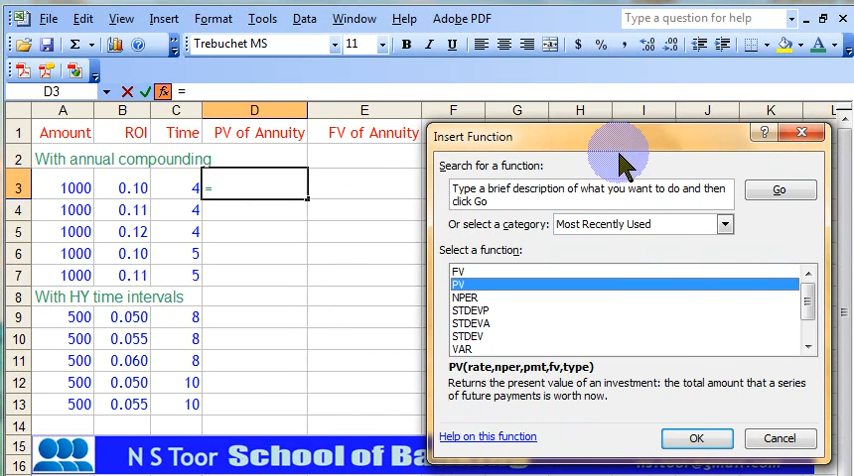 File Edit View Insert Format Tools Data Window Help Adobe PDF Type a question for help
Trebuchet MS 11 B I U $ % ,
D3 =
A B C D E F G H I J K L
1 Amount ROI Time PV of Annuity FV of Annuity
2 With annual compounding
3 1000 0.10 4 =
4 1000 0.11 4
5 1000 0.12 4
6 1000 0.10 5
7 1000 0.11 5
8 With HY time intervals
9 500 0.050 8
10 500 0.055 8
11 500 0.060 8
12 500 0.050 10
13 500 0.055 10
14
15
16
N S Toor School of Ba
Insert Function
Search for a function:
Type a brief description of what you want to do and then
click Go
Go
Or select a category: Most Recently Used
Select a function:
FV
PV
NPER
STDEVP
STDEVA
STDEV
VAR
PV(rate,nper,pmt,fv,type)
Returns the present value of an investment: the total amount that a series
of future payments is worth now.
Help on this function OK Cancel